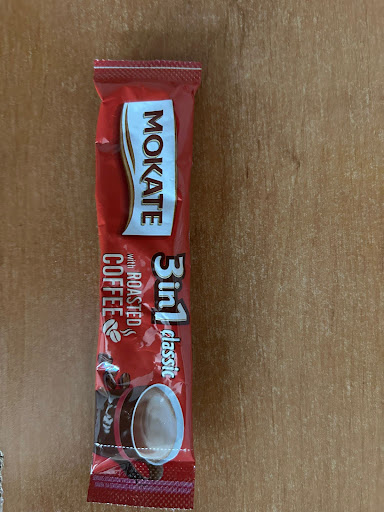 MOKATE
3in1 classic
with ROASTED
COFFEE